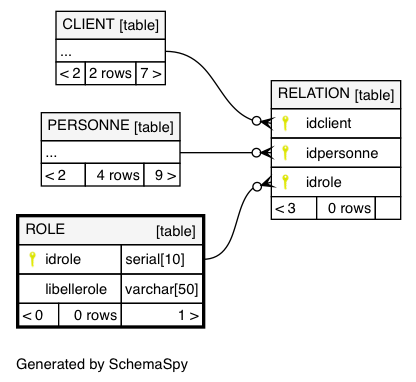 CLIENT [table]
...
< 2 2 rows 7 >
RELATION [table]
idclient
idpersonne
idrole
< 3 0 rows
PERSONNE [table]
...
< 2 4 rows 9 >
ROLE [table]
idrole serial[10]
libellerole varchar[50]
< 0 0 rows 1 >
Generated by SchemaSpy